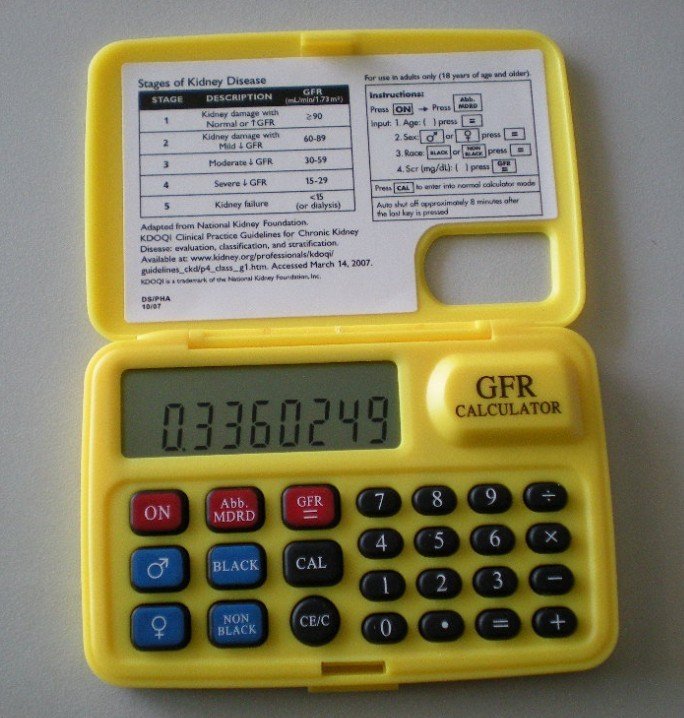 Stages of Kidney Disease
STAGE DESCRIPTION GFR (mL/min/1.73 m²)
1 Kidney damage with Normal or ↑ GFR ≥90
2 Kidney damage with Mild ↓ GFR 60-89
3 Moderate ↓ GFR 30-59
4 Severe ↓ GFR 15-29
5 Kidney failure <15 (or dialysis)
Adapted from National Kidney Foundation.
KDOQI Clinical Practice Guidelines for Chronic Kidney
Disease: evaluation, classification, and stratification.
Available at: www.kidney.org/professionals/kdoqi/
guidelines_ckd/p4_class_g1.htm. Accessed March 14, 2007.
KDOQI is a trademark of the National Kidney Foundation, Inc.
DS/PHA
10/07
For use in adults only (18 years of age and older).
Instructions:
Press ON → Press Abb. MDRD
Input: 1. Age: ( ) press =
2. Sex: ♂ or ♀ press =
3. Race: BLACK or NON BLACK press =
4. Scr (mg/dL): ( ) press GFR =
Press CAL to enter into normal calculator mode
Auto shut off approximately 8 minutes after
the last key is pressed
0.3360249
GFR
CALCULATOR
ON Abb. MDRD GFR = 7 8 9 ÷
♂ BLACK CAL 4 5 6 ×
1 2 3 −
♀ NON BLACK CE/C 0 • = +